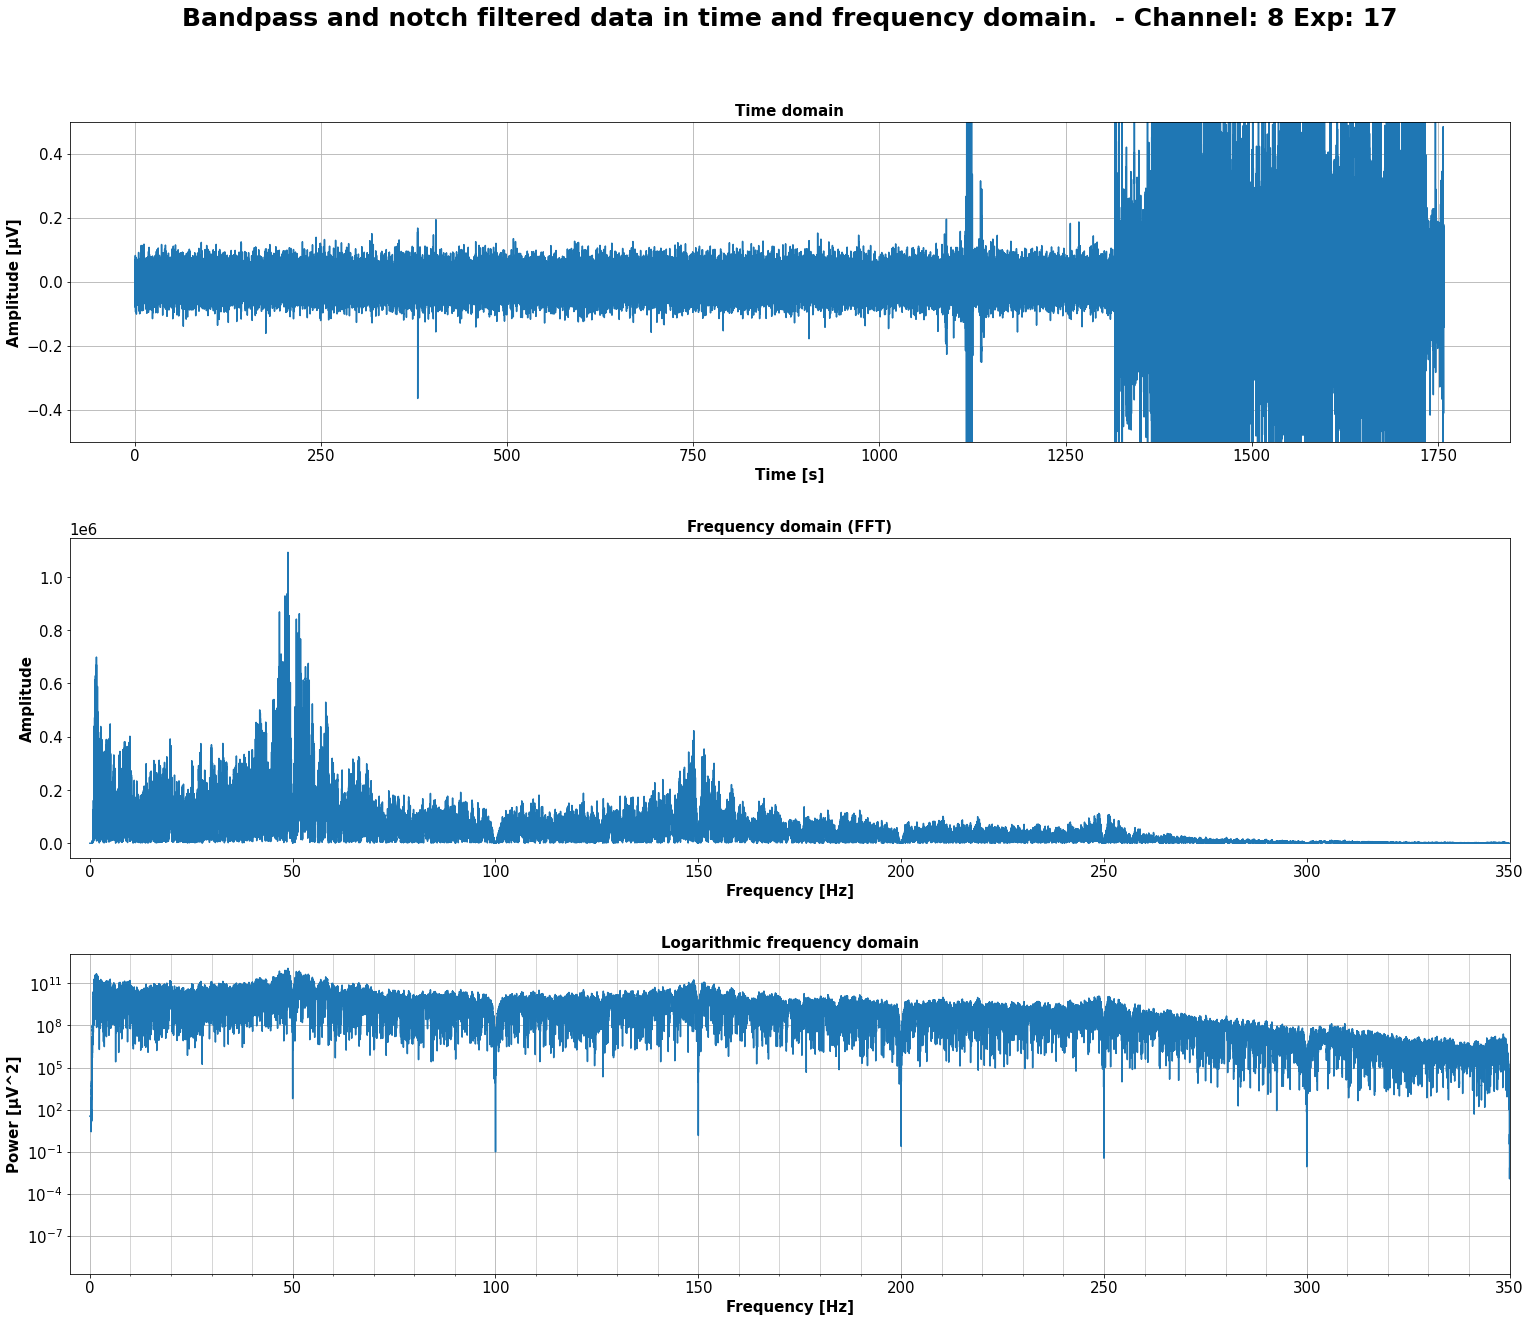 Bandpass and notch filtered data in time and frequency domain.  - Channel: 8 Exp: 17
Time domain
Amplitude [µV]
0.4
0.2
0.0
−0.2
−0.4
0 250 500 750 1000 1250 1500 1750
Time [s]
Frequency domain (FFT)
1e6
Amplitude
1.0
0.8
0.6
0.4
0.2
0.0
0 50 100 150 200 250 300 350
Frequency [Hz]
Logarithmic frequency domain
Power [µV^2]
10^11
10^8
10^5
10^2
10^−1
10^−4
10^−7
0 50 100 150 200 250 300 350
Frequency [Hz]